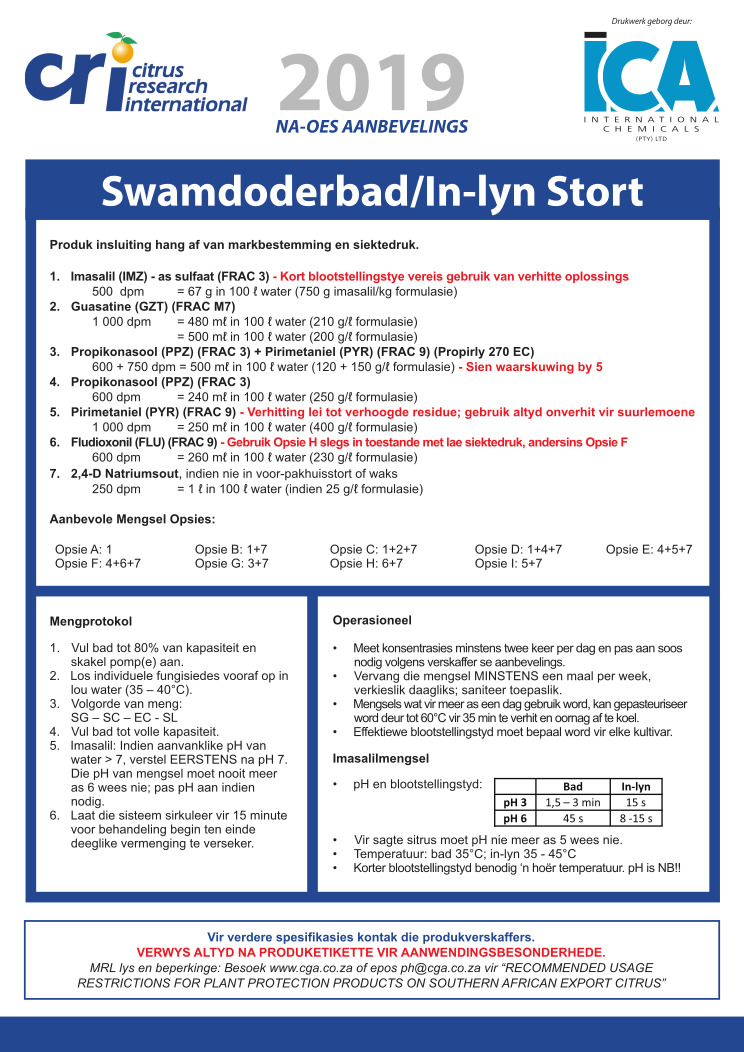 Drukwerk geborg deur:
cri citrus
research
international
2019
NA-OES AANBEVELINGS
ICA
INTERNATIONAL
CHEMICALS
(PTY) LTD
Swamdoderbad/In-lyn Stort
Produk insluiting hang af van markbestemming en siektedruk.
1. Imasalil (IMZ) - as sulfaat (FRAC 3) - Kort blootstellingstye vereis gebruik van verhitte oplossings
500 dpm = 67 g in 100 ℓ water (750 g imasalil/kg formulasie)
2. Guasatine (GZT) (FRAC M7)
1 000 dpm = 480 mℓ in 100 ℓ water (210 g/ℓ formulasie)
= 500 mℓ in 100 ℓ water (200 g/ℓ formulasie)
3. Propikonasool (PPZ) (FRAC 3) + Pirimetaniel (PYR) (FRAC 9) (Propirly 270 EC)
600 + 750 dpm = 500 mℓ in 100 ℓ water (120 + 150 g/ℓ formulasie) - Sien waarskuwing by 5
4. Propikonasool (PPZ) (FRAC 3)
600 dpm = 240 mℓ in 100 ℓ water (250 g/ℓ formulasie)
5. Pirimetaniel (PYR) (FRAC 9) - Verhitting lei tot verhoogde residue; gebruik altyd onverhit vir suurlemoene
1 000 dpm = 250 mℓ in 100 ℓ water (400 g/ℓ formulasie)
6. Fludioxonil (FLU) (FRAC 9) - Gebruik Opsie H slegs in toestande met lae siektedruk, andersins Opsie F
600 dpm = 260 mℓ in 100 ℓ water (230 g/ℓ formulasie)
7. 2,4-D Natriumsout, indien nie in voor-pakhuisstort of waks
250 dpm = 1 ℓ in 100 ℓ water (indien 25 g/ℓ formulasie)
Aanbevole Mengsel Opsies:
Opsie A: 1 Opsie B: 1+7 Opsie C: 1+2+7 Opsie D: 1+4+7 Opsie E: 4+5+7
Opsie F: 4+6+7 Opsie G: 3+7 Opsie H: 6+7 Opsie I: 5+7
Mengprotokol
1. Vul bad tot 80% van kapasiteit en
skakel pomp(e) aan.
2. Los individuele fungisiedes vooraf op in
lou water (35 – 40°C).
3. Volgorde van meng:
SG – SC – EC - SL
4. Vul bad tot volle kapasiteit.
5. Imasalil: Indien aanvanklike pH van
water > 7, verstel EERSTENS na pH 7.
Die pH van mengsel moet nooit meer
as 6 wees nie; pas pH aan indien
nodig.
6. Laat die sisteem sirkuleer vir 15 minute
voor behandeling begin ten einde
deeglike vermenging te verseker.
Operasioneel
• Meet konsentrasies minstens twee keer per dag en pas aan soos
nodig volgens verskaffer se aanbevelings.
• Vervang die mengsel MINSTENS een maal per week,
verkieslik daagliks; saniteer toepaslik.
• Mengsels wat vir meer as een dag gebruik word, kan gepasteuriseer
word deur tot 60°C vir 35 min te verhit en oornag af te koel.
• Effektiewe blootstellingstyd moet bepaal word vir elke kultivar.
Imasalilmengsel
• pH en blootstellingstyd:
Bad In-lyn
pH 3 1,5 – 3 min 15 s
pH 6 45 s 8 -15 s
• Vir sagte sitrus moet pH nie meer as 5 wees nie.
• Temperatuur: bad 35°C; in-lyn 35 - 45°C
• Korter blootstellingstyd benodig ‘n hoër temperatuur. pH is NB!!
Vir verdere spesifikasies kontak die produkverskaffers.
VERWYS ALTYD NA PRODUKETIKETTE VIR AANWENDINGSBESONDERHEDE.
MRL lys en beperkinge: Besoek www.cga.co.za of epos ph@cga.co.za vir “RECOMMENDED USAGE
RESTRICTIONS FOR PLANT PROTECTION PRODUCTS ON SOUTHERN AFRICAN EXPORT CITRUS”